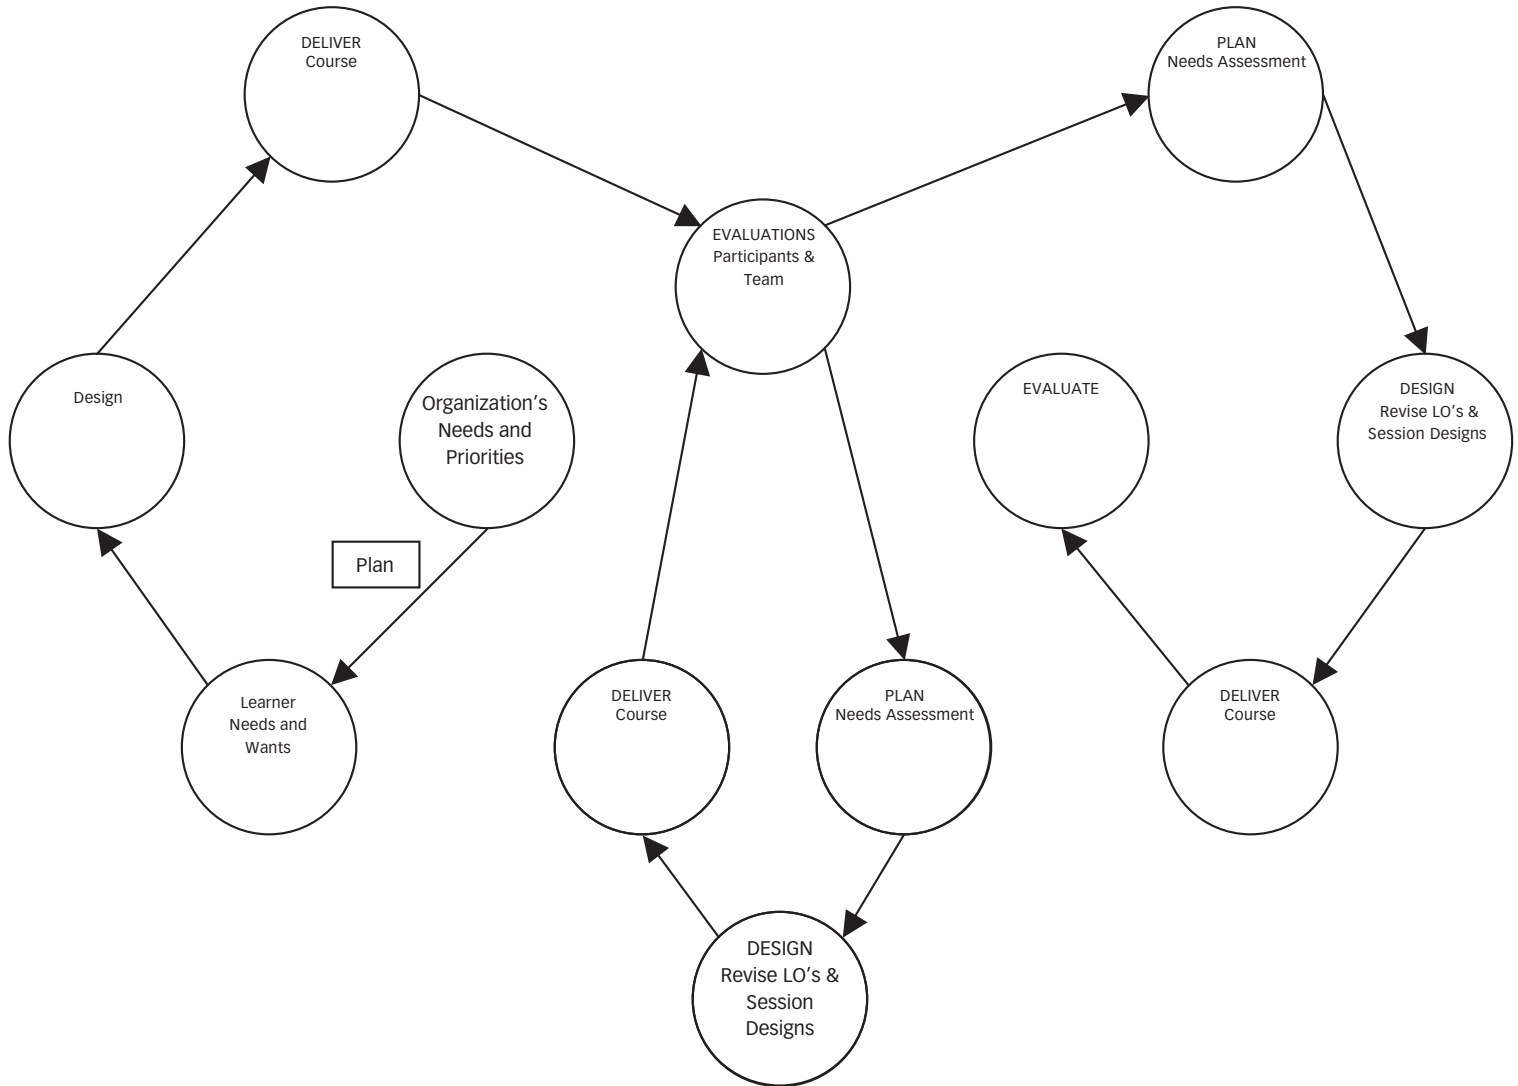 DELIVER
Course
PLAN
Needs Assessment
EVALUATIONS
Participants &
Team
Design
Organization’s
Needs and
Priorities
EVALUATE
DESIGN
Revise LO’s &
Session Designs
Plan
Learner
Needs and
Wants
DELIVER
Course
PLAN
Needs Assessment
DELIVER
Course
DESIGN
Revise LO’s &
Session
Designs